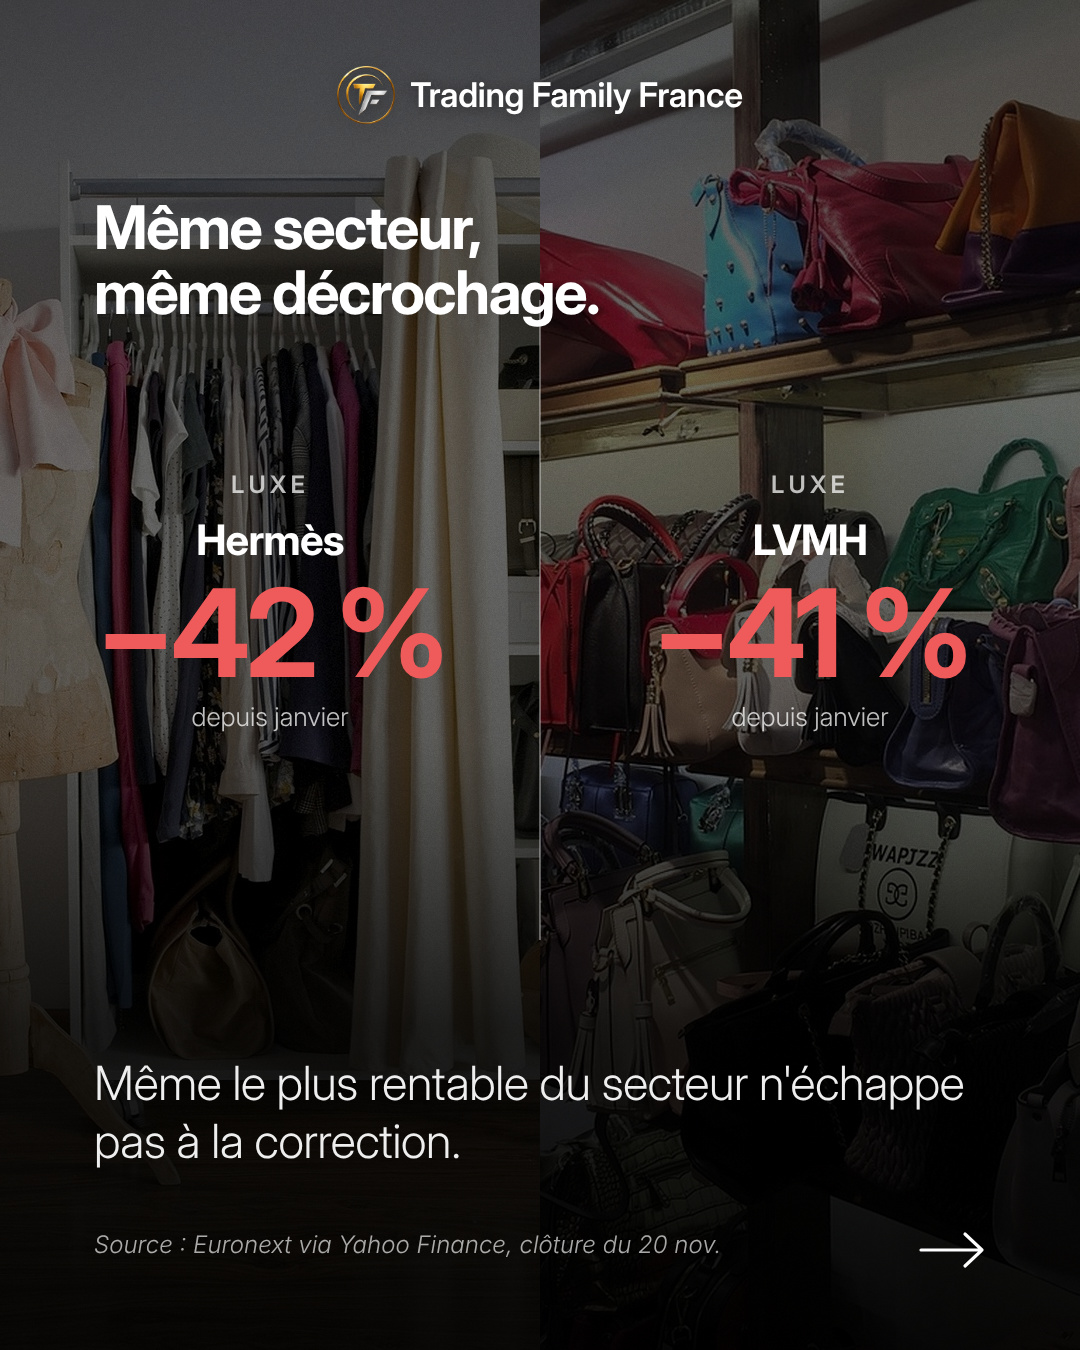 Trading Family France
Même secteur,
même décrochage.
LUXE
Hermès
–42 %
depuis janvier
LUXE
LVMH
–41 %
depuis janvier
WAPJZZ
Même le plus rentable du secteur n'échappe
pas à la correction.
Source : Euronext via Yahoo Finance, clôture du 20 nov.